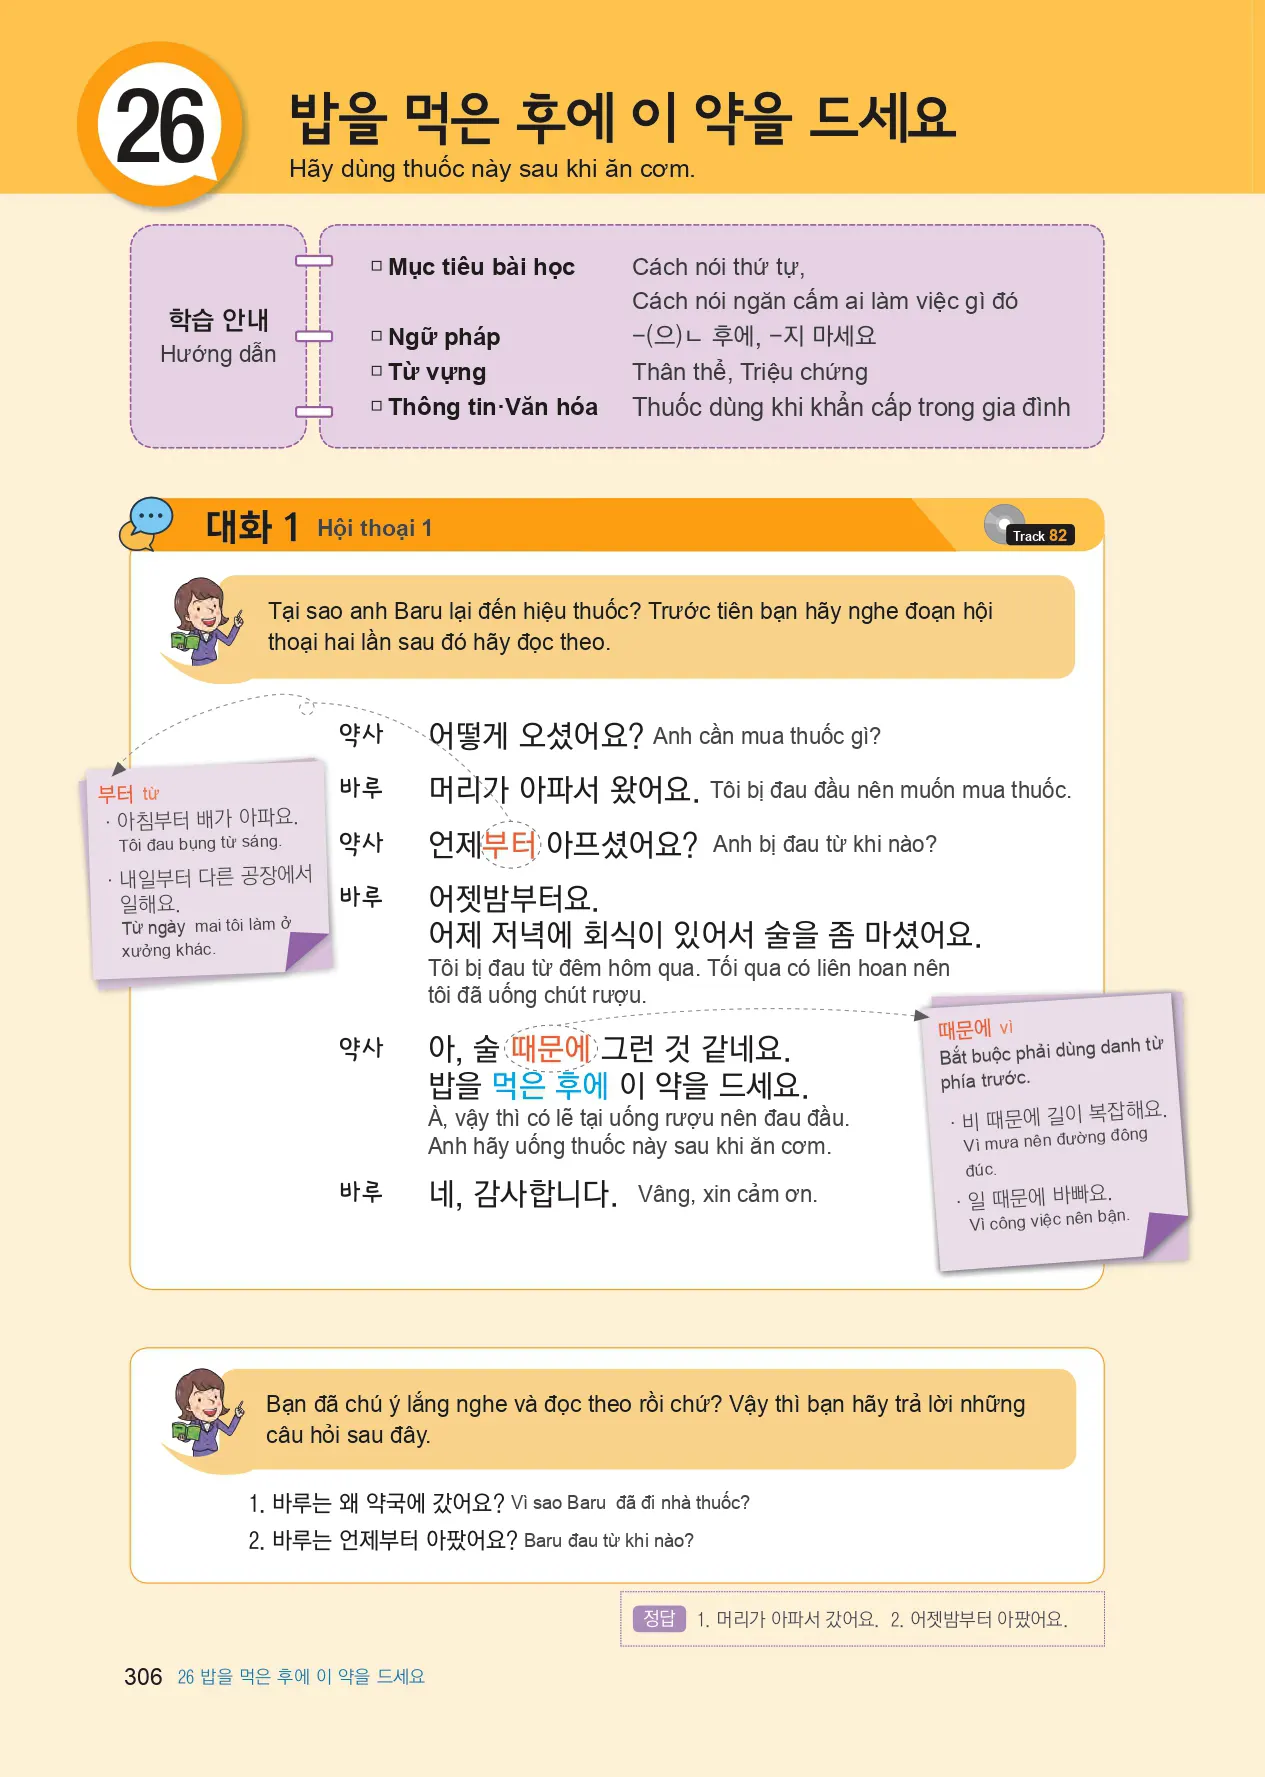 26
밥을 먹은 후에 이 약을 드세요
Hãy dùng thuốc này sau khi ăn cơm.
학습 안내
Hướng dẫn
□ Mục tiêu bài học Cách nói thứ tự,
Cách nói ngăn cấm ai làm việc gì đó
□ Ngữ pháp –(으)ㄴ 후에, –지 마세요
□ Từ vựng Thân thể, Triệu chứng
□ Thông tin·Văn hóa Thuốc dùng khi khẩn cấp trong gia đình
대화 1 Hội thoại 1
Track 82
Tại sao anh Baru lại đến hiệu thuốc? Trước tiên bạn hãy nghe đoạn hội
thoại hai lần sau đó hãy đọc theo.
약사 어떻게 오셨어요? Anh cần mua thuốc gì?
바루 머리가 아파서 왔어요. Tôi bị đau đầu nên muốn mua thuốc.
약사 언제부터 아프셨어요? Anh bị đau từ khi nào?
바루 어젯밤부터요.
어제 저녁에 회식이 있어서 술을 좀 마셨어요.
Tôi bị đau từ đêm hôm qua. Tối qua có liên hoan nên
tôi đã uống chút rượu.
약사 아, 술 때문에 그런 것 같네요.
밥을 먹은 후에 이 약을 드세요.
À, vậy thì có lẽ tại uống rượu nên đau đầu.
Anh hãy uống thuốc này sau khi ăn cơm.
바루 네, 감사합니다. Vâng, xin cảm ơn.
부터 từ
· 아침부터 배가 아파요.
Tôi đau bụng từ sáng.
· 내일부터 다른 공장에서
일해요.
Từ ngày mai tôi làm ở
xưởng khác.
때문에 vì
Bắt buộc phải dùng danh từ
phía trước.
· 비 때문에 길이 복잡해요.
Vì mưa nên đường đông
đúc.
· 일 때문에 바빠요.
Vì công việc nên bận.
Bạn đã chú ý lắng nghe và đọc theo rồi chứ? Vậy thì bạn hãy trả lời những
câu hỏi sau đây.
1. 바루는 왜 약국에 갔어요? Vì sao Baru đã đi nhà thuốc?
2. 바루는 언제부터 아팠어요? Baru đau từ khi nào?
정답 1. 머리가 아파서 갔어요. 2. 어젯밤부터 아팠어요.
306 26 밥을 먹은 후에 이 약을 드세요